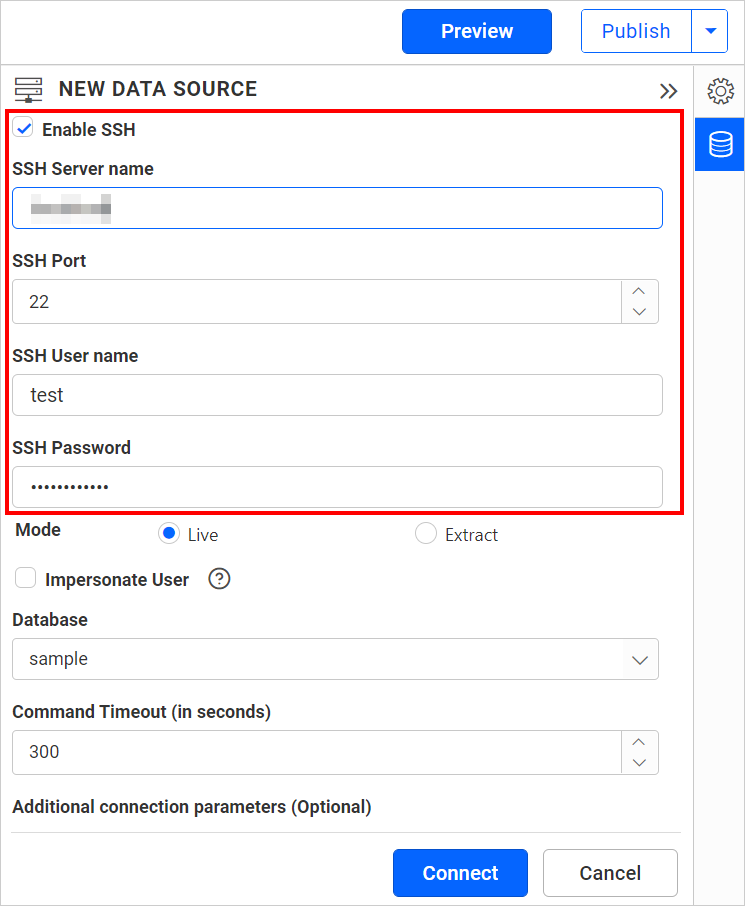 Preview
Publish
NEW DATA SOURCE
Enable SSH
SSH Server name
SSH Port
22
SSH User name
test
SSH Password
••••••••••••
Mode
Live
Extract
Impersonate User
?
Database
sample
Command Timeout (in seconds)
300
Additional connection parameters (Optional)
Connect
Cancel